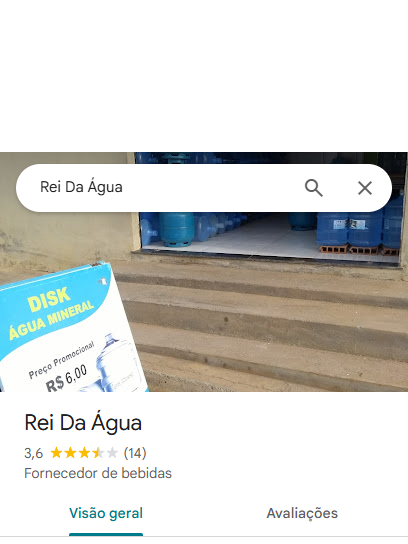 Rei Da Água
DISK
ÁGUA MINERAL
Preço Promocional
R$ 6,00
Rei Da Água
3,6 (14)
Fornecedor de bebidas
Visão geral Avaliações